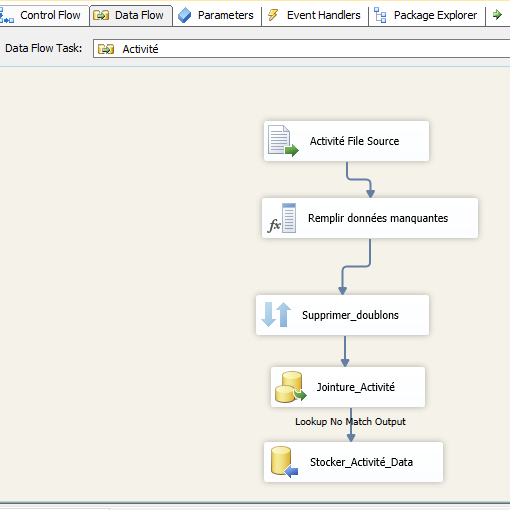 Control Flow Data Flow Parameters Event Handlers Package Explorer
Data Flow Task: Activité
Activité File Source
fx Remplir données manquantes
Supprimer_doublons
Jointure_Activité
Lookup No Match Output
Stocker_Activité_Data